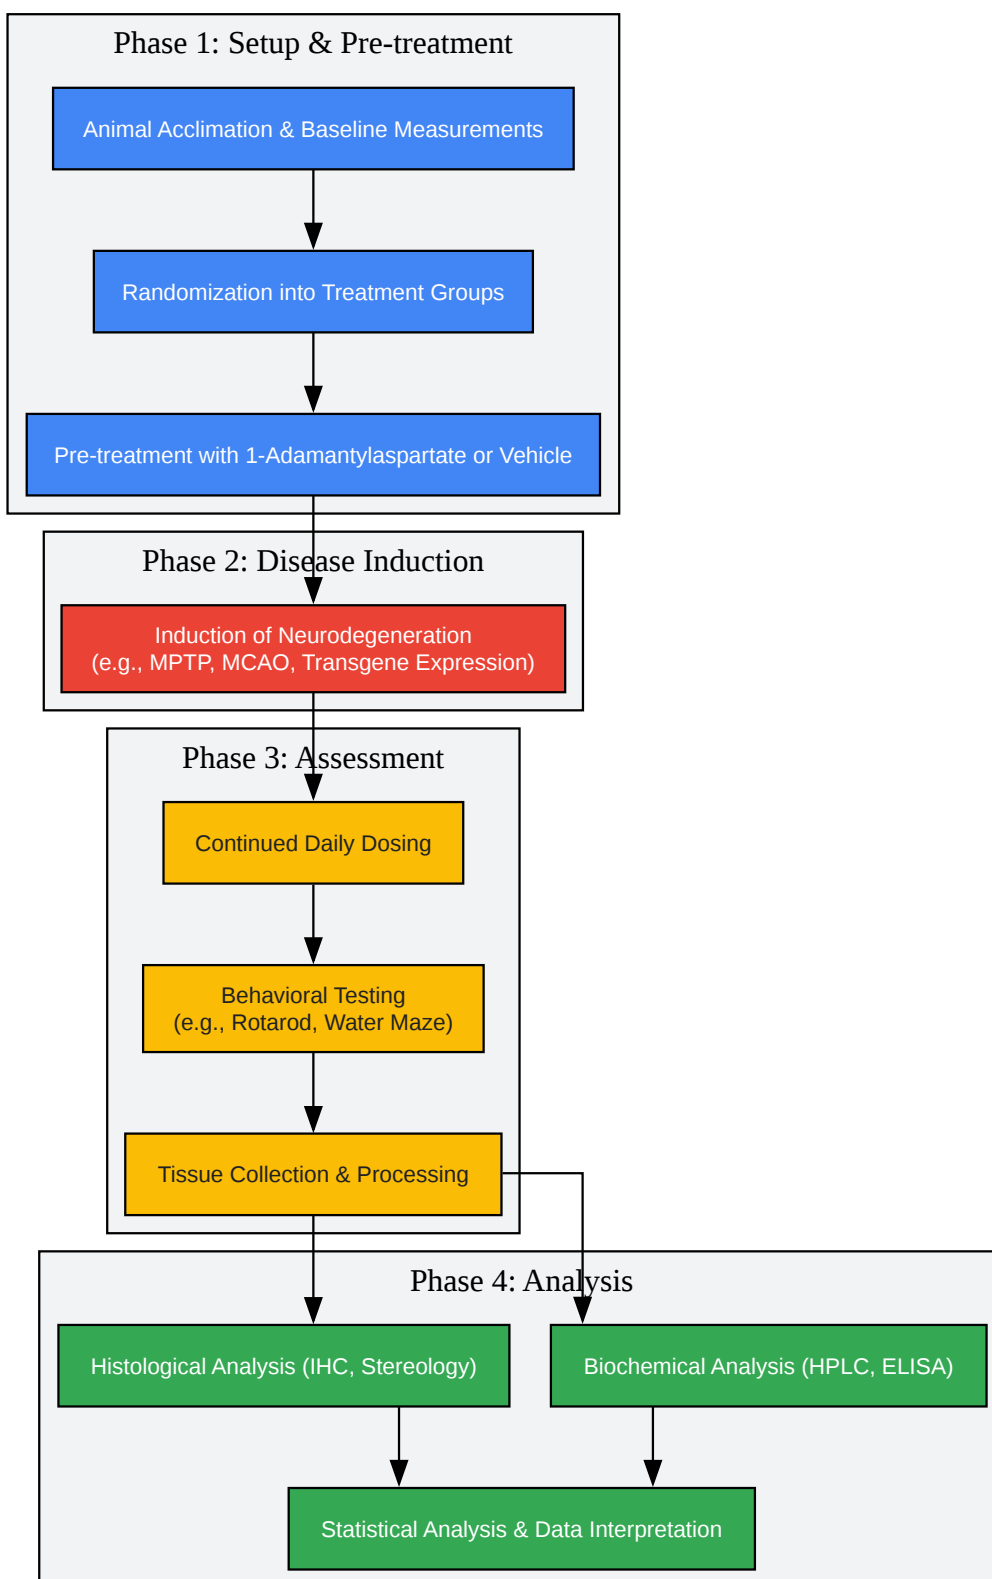 Phase 1: Setup & Pre-treatment
Animal Acclimation & Baseline Measurements
Randomization into Treatment Groups
Pre-treatment with 1-Adamantylaspartate or Vehicle
Phase 2: Disease Induction
Induction of Neurodegeneration
(e.g., MPTP, MCAO, Transgene Expression)
Phase 3: Assessment
Continued Daily Dosing
Behavioral Testing
(e.g., Rotarod, Water Maze)
Tissue Collection & Processing
Phase 4: Analysis
Histological Analysis (IHC, Stereology)
Biochemical Analysis (HPLC, ELISA)
Statistical Analysis & Data Interpretation